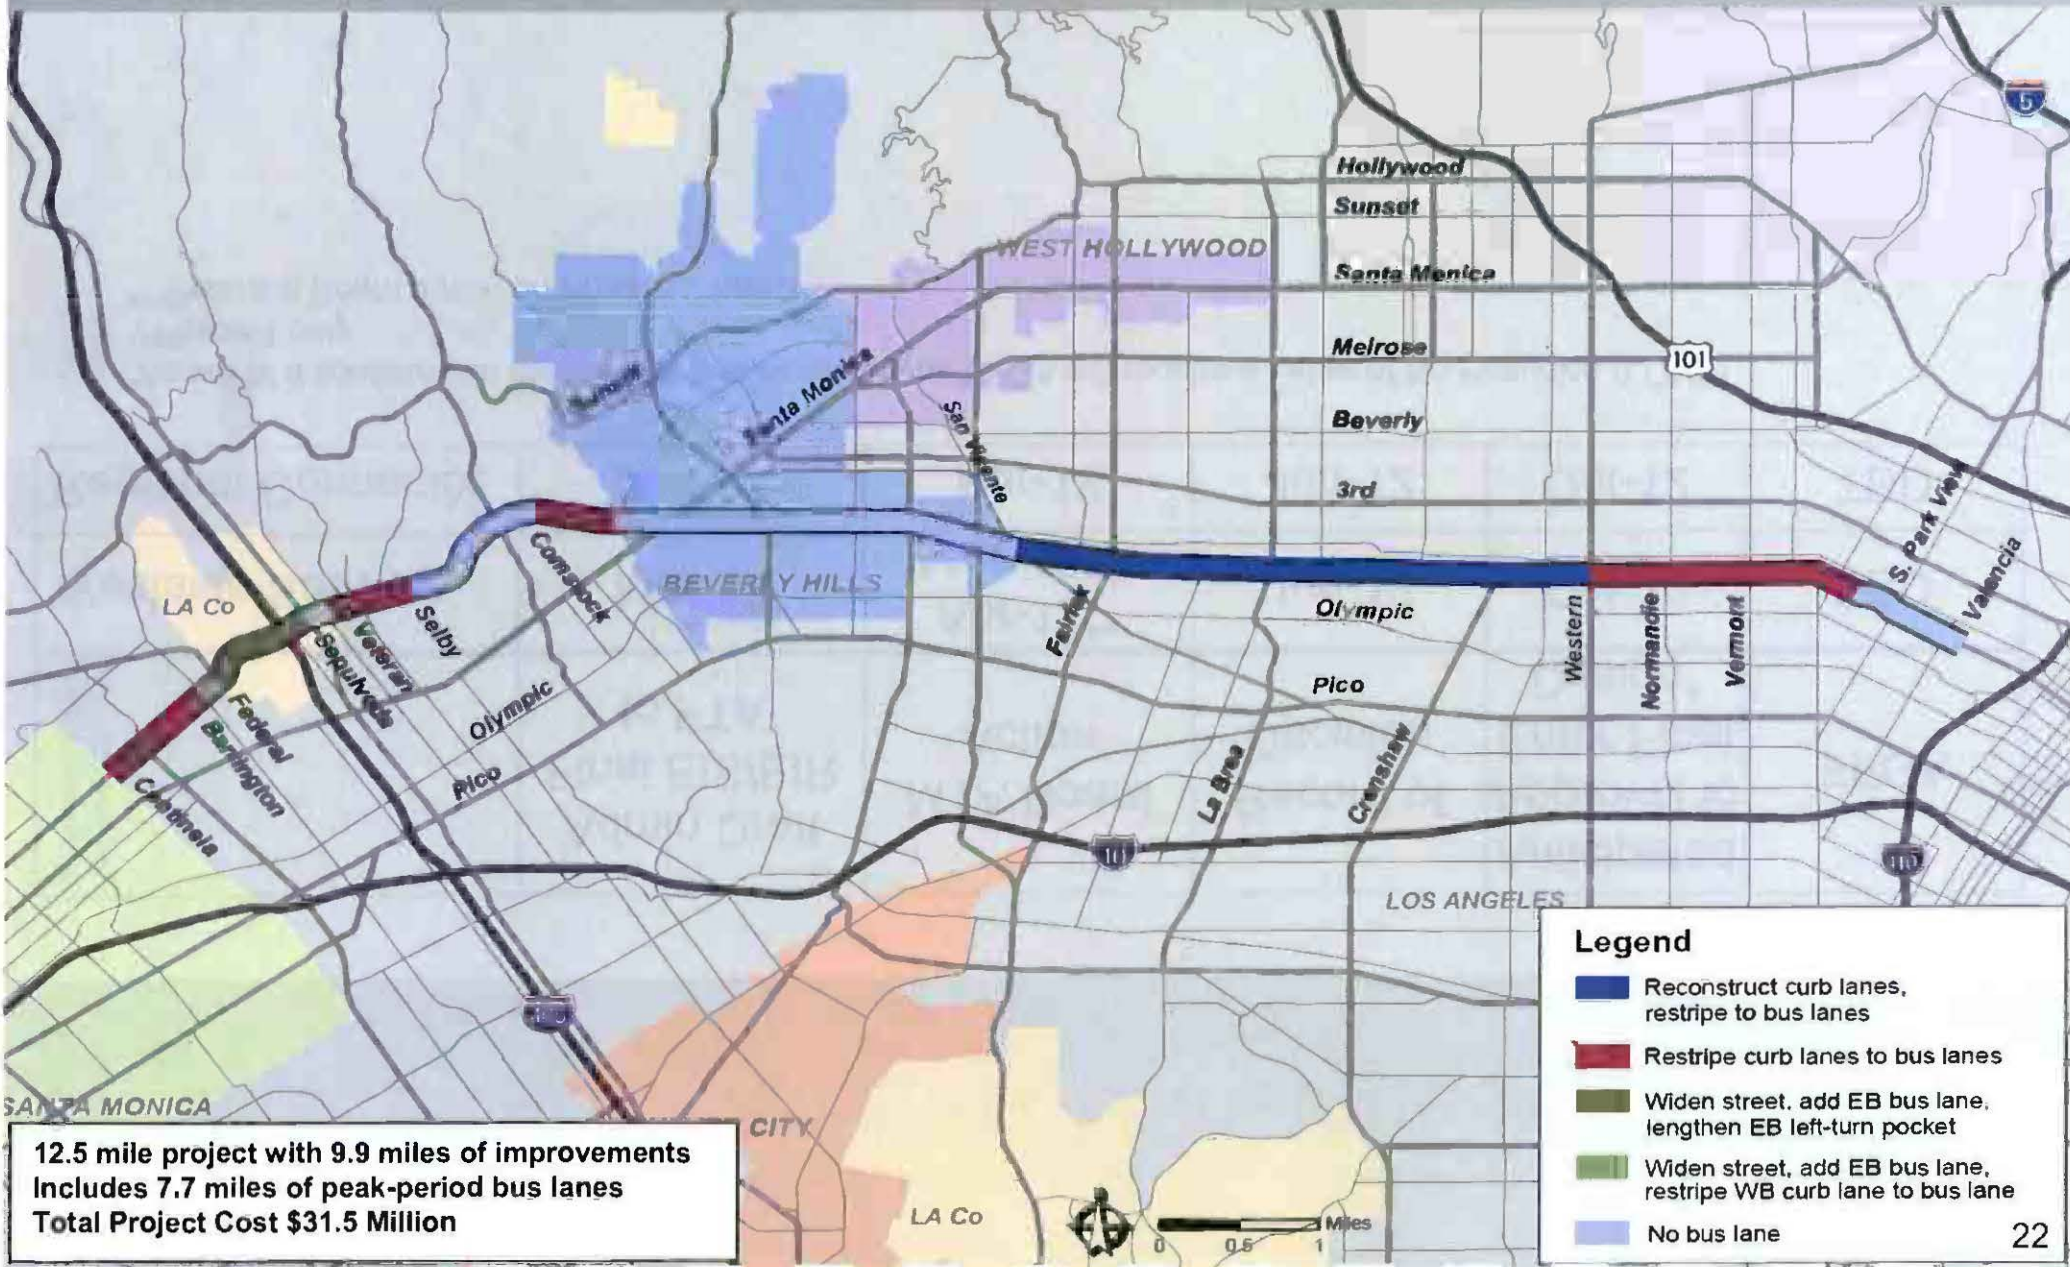 5
Hollywood
Sunset
WEST HOLLYWOOD
Santa Monica
Melrose
101
Sunset
Santa Monica
Beverly
San Vicente
3rd
S. Park View
Valencia
Comstock
BEVERLY HILLS
LA Co
Selby
Veteran
Sepulveda
Fairfax
Olympic
Western
Normandie
Vermont
Pico
Federal
Barrington
Olympic
Pico
Centinela
La Brea
Crenshaw
10
110
LOS ANGELES
SANTA MONICA
CITY
LA Co
Miles
0 0.5 1
12.5 mile project with 9.9 miles of improvements
Includes 7.7 miles of peak-period bus lanes
Total Project Cost $31.5 Million
Legend
Reconstruct curb lanes,
restripe to bus lanes
Restripe curb lanes to bus lanes
Widen street, add EB bus lane,
lengthen EB left-turn pocket
Widen street, add EB bus lane,
restripe WB curb lane to bus lane
No bus lane
22